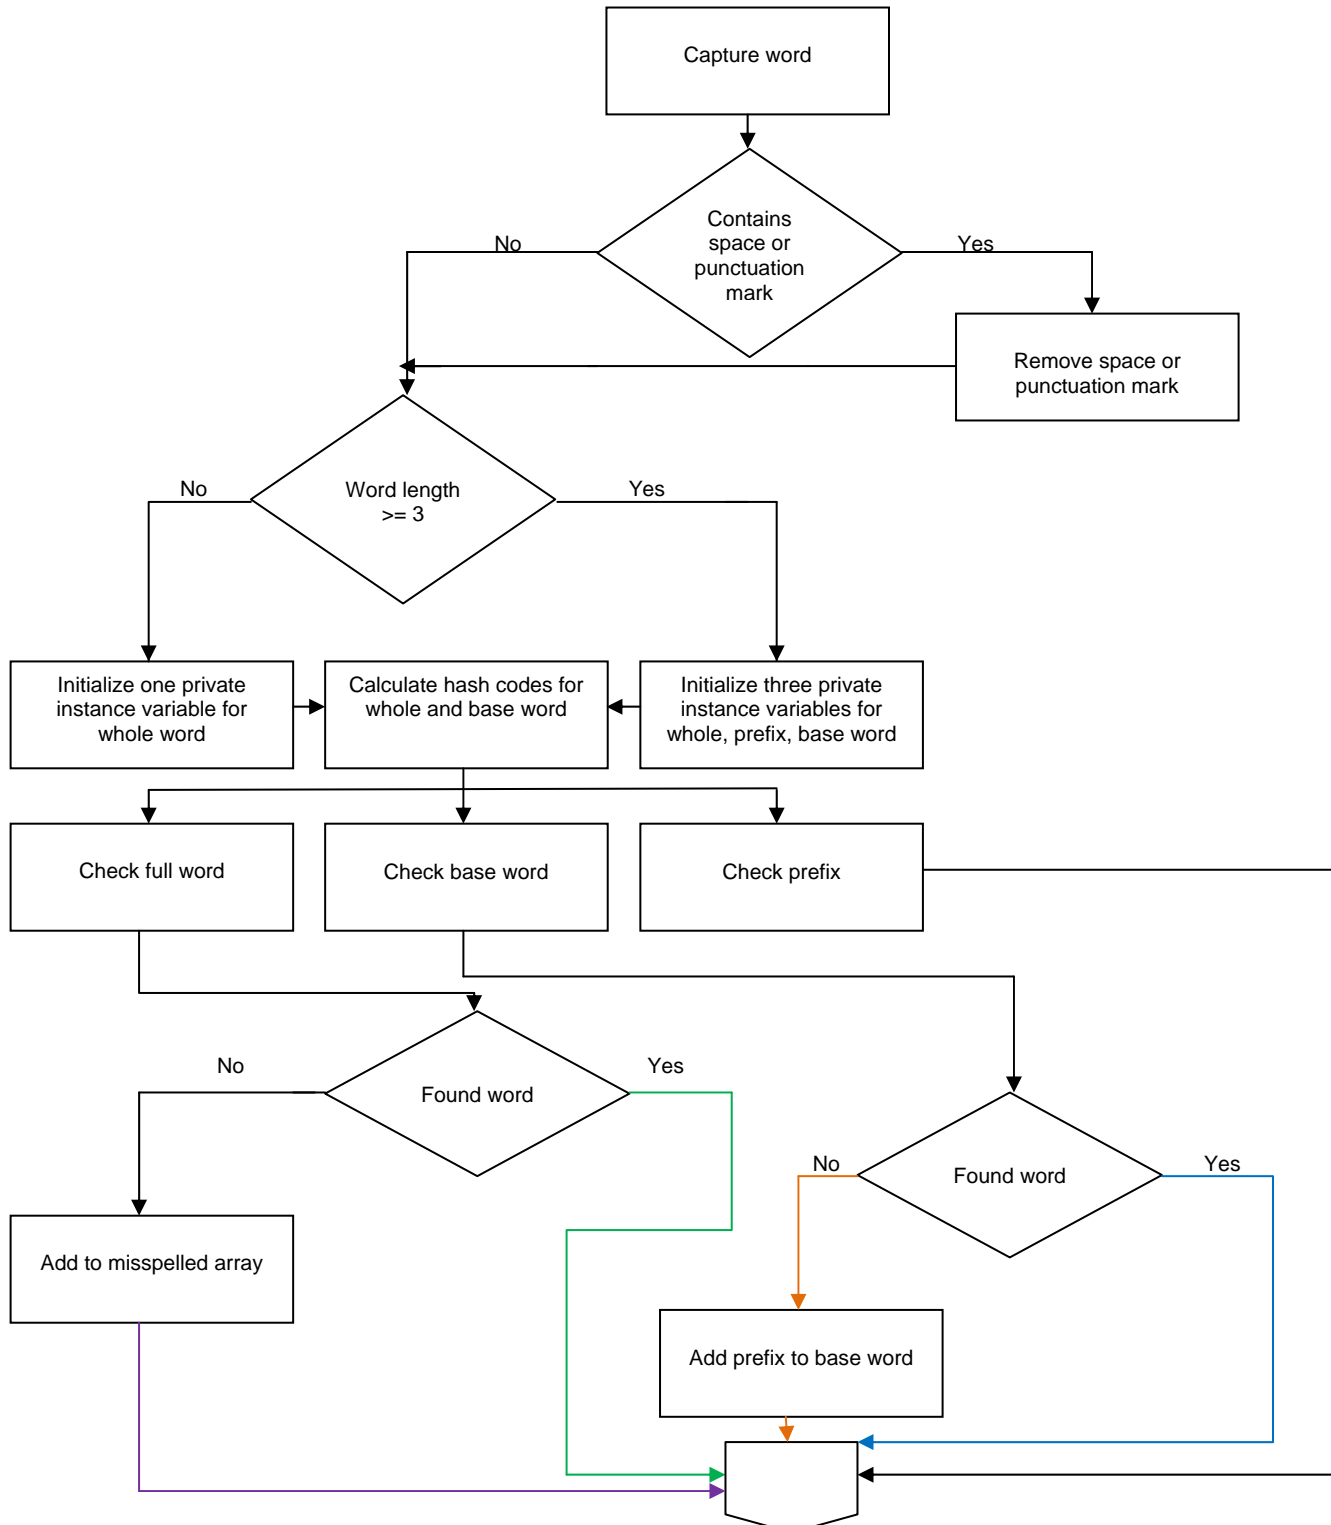 Capture word
Contains
space or
punctuation
mark
No
Yes
Remove space or
punctuation mark
No
Word length
>= 3
Yes
Initialize one private
instance variable for
whole word
Calculate hash codes for
whole and base word
Initialize three private
instance variables for
whole, prefix, base word
Check full word
Check base word
Check prefix
No
Found word
Yes
No
Found word
Yes
Add to misspelled array
Add prefix to base word